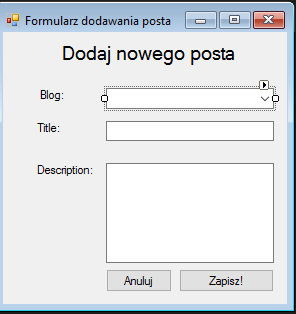 Formularz dodawania posta
Dodaj nowego posta
Blog:
Title:
Description:
Anuluj
Zapisz!